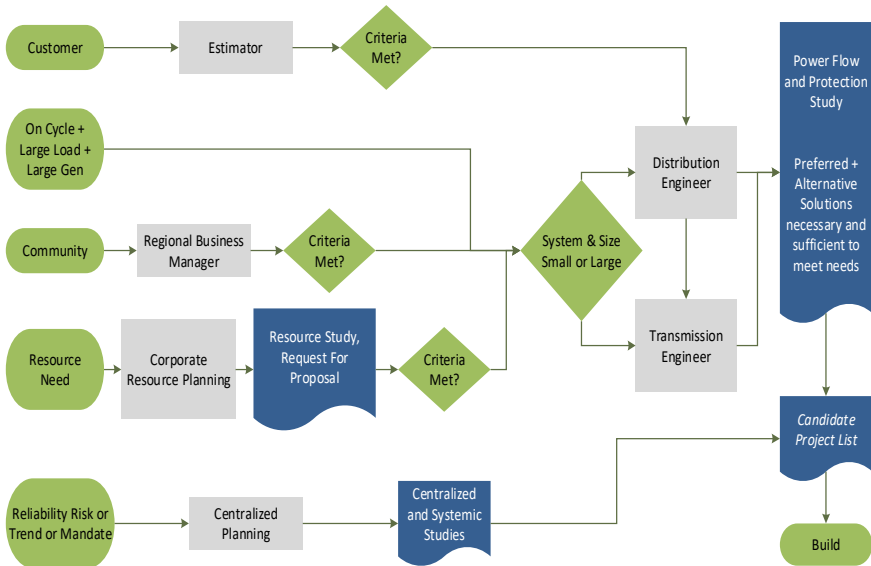 Customer
Estimator
Criteria
Met?
On Cycle +
Large Load +
Large Gen
Community
Regional Business
Manager
Criteria
Met?
System & Size
Small or Large
Distribution
Engineer
Transmission
Engineer
Power Flow
and Protection
Study
Preferred +
Alternative
Solutions
necessary and
sufficient to
meet needs
Resource
Need
Corporate
Resource Planning
Resource Study,
Request For
Proposal
Criteria
Met?
Candidate
Project List
Reliability Risk or
Trend or Mandate
Centralized
Planning
Centralized
and Systemic
Studies
Build